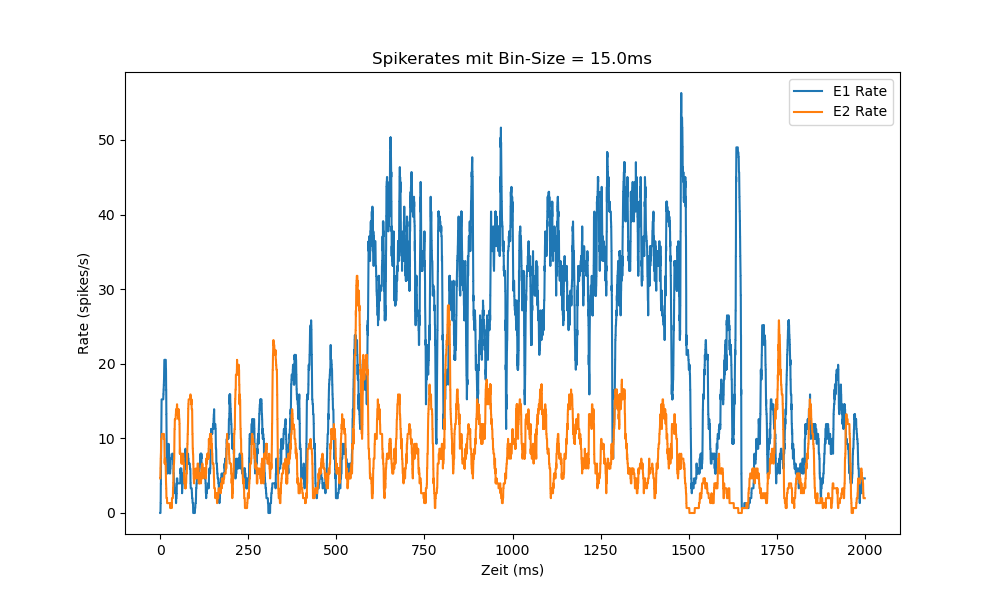 Spikerates mit Bin-Size = 15.0ms
E1 Rate
E2 Rate
Rate (spikes/s)
50
40
30
20
10
0
0 250 500 750 1000 1250 1500 1750 2000
Zeit (ms)